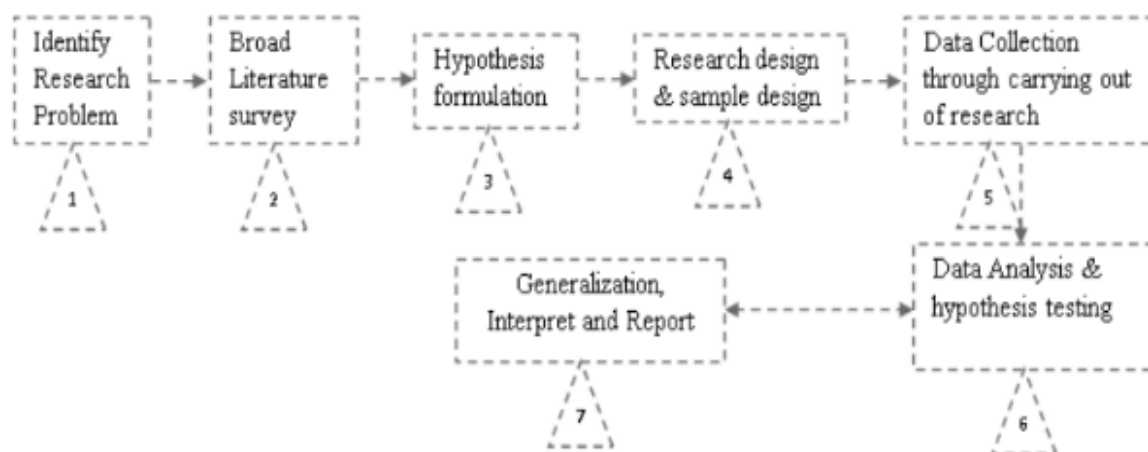 Identify
Research
Problem
Broad
Literature
survey
Hypothesis
formulation
Research design
& sample design
Data Collection
through carrying out
of research
1
2
3
4
5
Generalization,
Interpret and Report
Data Analysis &
hypothesis testing
7
6